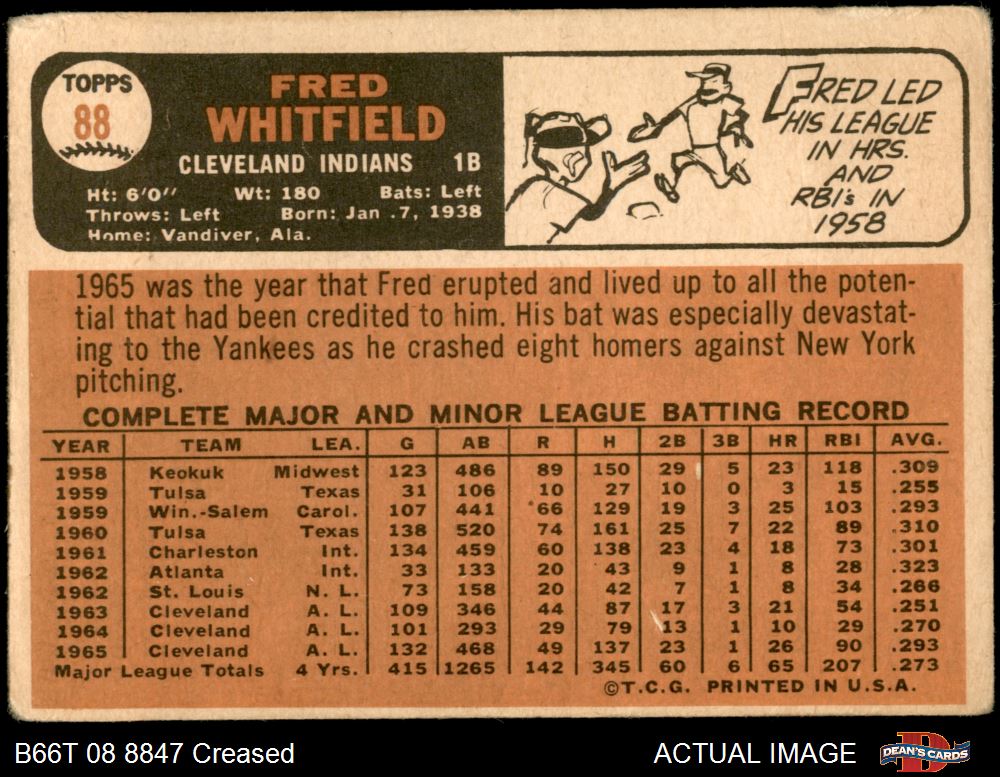 TOPPS
88
FRED
WHITFIELD
CLEVELAND INDIANS 1B
Ht: 6'0" Wt: 180 Bats: Left
Throws: Left Born: Jan .7, 1938
Home: Vandiver, Ala.
FRED LED
HIS LEAGUE
IN HRS.
AND
RBI's IN
1958
1965 was the year that Fred erupted and lived up to all the poten-
tial that had been credited to him. His bat was especially devastat-
ing to the Yankees as he crashed eight homers against New York
pitching.
COMPLETE MAJOR AND MINOR LEAGUE BATTING RECORD
YEAR TEAM LEA. G AB R H 2B 3B HR RBI AVG.
1958 Keokuk Midwest 123 486 89 150 29 5 23 118 .309
1959 Tulsa Texas 31 106 10 27 10 0 3 15 .255
1959 Win.-Salem Carol. 107 441 66 129 19 3 25 103 .293
1960 Tulsa Texas 138 520 74 161 25 7 22 89 .310
1961 Charleston Int. 134 459 60 138 23 4 18 73 .301
1962 Atlanta Int. 33 133 20 43 9 1 8 28 .323
1962 St. Louis N. L. 73 158 20 42 7 1 8 34 .266
1963 Cleveland A. L. 109 346 44 87 17 3 21 54 .251
1964 Cleveland A. L. 101 293 29 79 13 1 10 29 .270
1965 Cleveland A. L. 132 468 49 137 23 1 26 90 .293
Major League Totals 4 Yrs. 415 1265 142 345 60 6 65 207 .273
©T.C.G. PRINTED IN U.S.A.
B66T 08 8847 Creased
ACTUAL IMAGE
DEAN'S CARDS